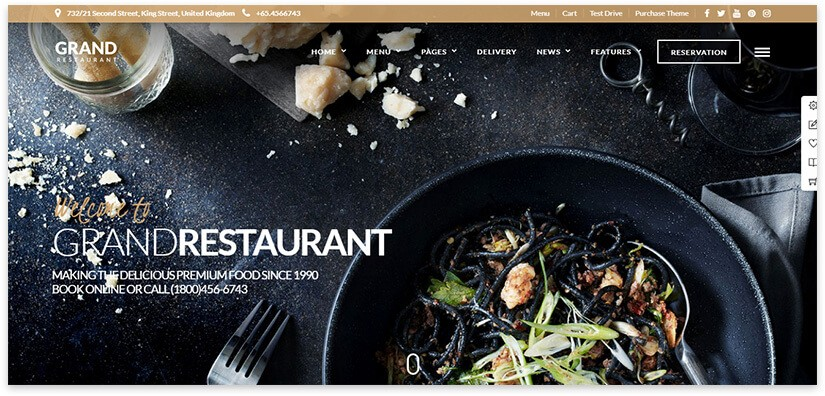 732/21 Second Street, King Street, United Kingdom +65.4566743 Menu Cart Test Drive Purchase Theme
GRAND
RESTAURANT
HOME MENU PAGES DELIVERY NEWS FEATURES RESERVATION
Welcome to
GRANDRESTAURANT
MAKING THE DELICIOUS PREMIUM FOOD SINCE 1990
BOOK ONLINE OR CALL (1800)456-6743